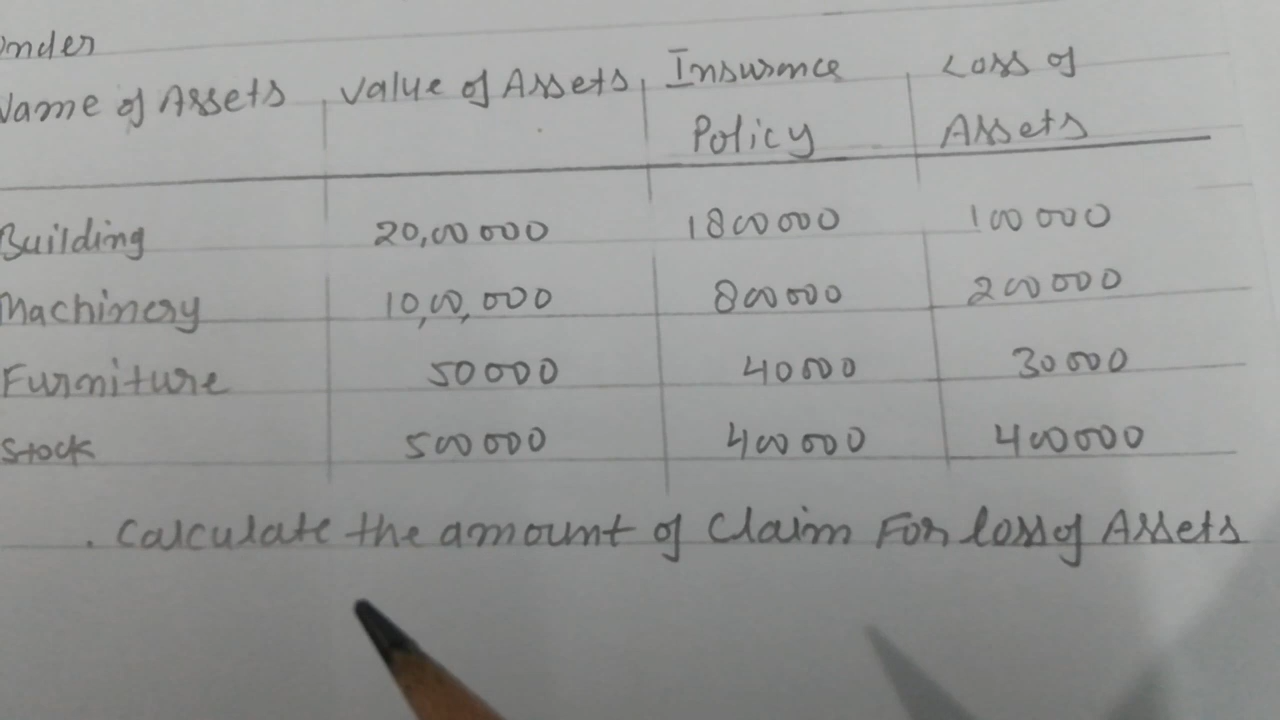 under
Name of Assets value of Assets Insurance Policy Loss of Assets
Building 20,00000 1800000 100000
Machinery 10,00,000 800000 200000
Furniture 50000 40000 30000
Stock 500000 400000 400000
. Calculate the amount of Claim For loss of Assets